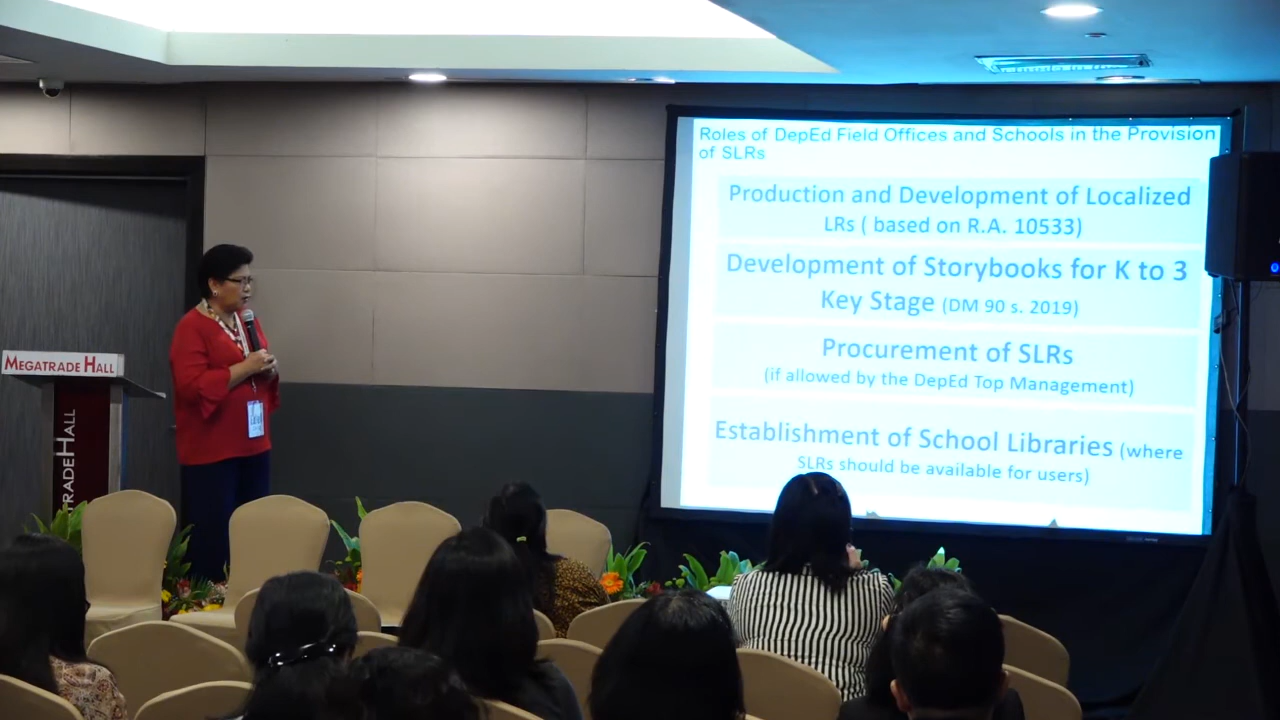 Roles of DepEd Field Offices and Schools in the Provision
of SLRs
Production and Development of Localized
LRs ( based on R.A. 10533)
Development of Storybooks for K to 3
Key Stage (DM 90 s. 2019)
Procurement of SLRs
(if allowed by the DepEd Top Management)
Establishment of School Libraries (where
SLRs should be available for users)
MEGATRADE HALL
TRADEHALL